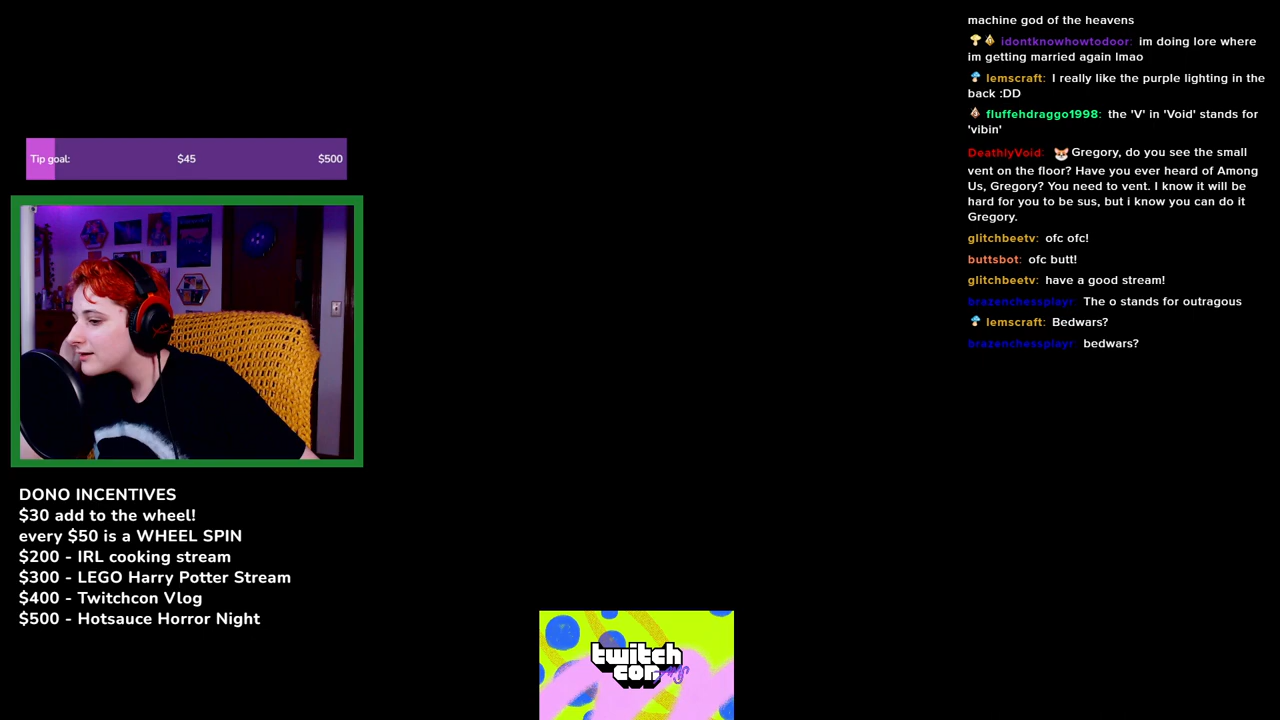 Tip goal:
$45
$500
DONO INCENTIVES
$30 add to the wheel!
every $50 is a WHEEL SPIN
$200 - IRL cooking stream
$300 - LEGO Harry Potter Stream
$400 - Twitchcon Vlog
$500 - Hotsauce Horror Night
twitch
con
machine god of the heavens
idontknowhowtodoor: im doing lore where
im getting married again lmao
lemscraft: I really like the purple lighting in the
back :DD
fluffehdraggo1998: the 'V' in 'Void' stands for
'vibin'
DeathlyVoid: Gregory, do you see the small
vent on the floor? Have you ever heard of Among
Us, Gregory? You need to vent. I know it will be
hard for you to be sus, but i know you can do it
Gregory.
glitchbeetv: ofc ofc!
buttsbot: ofc butt!
glitchbeetv: have a good stream!
brazenchessplayr: The o stands for outragous
lemscraft: Bedwars?
brazenchessplayr: bedwars?